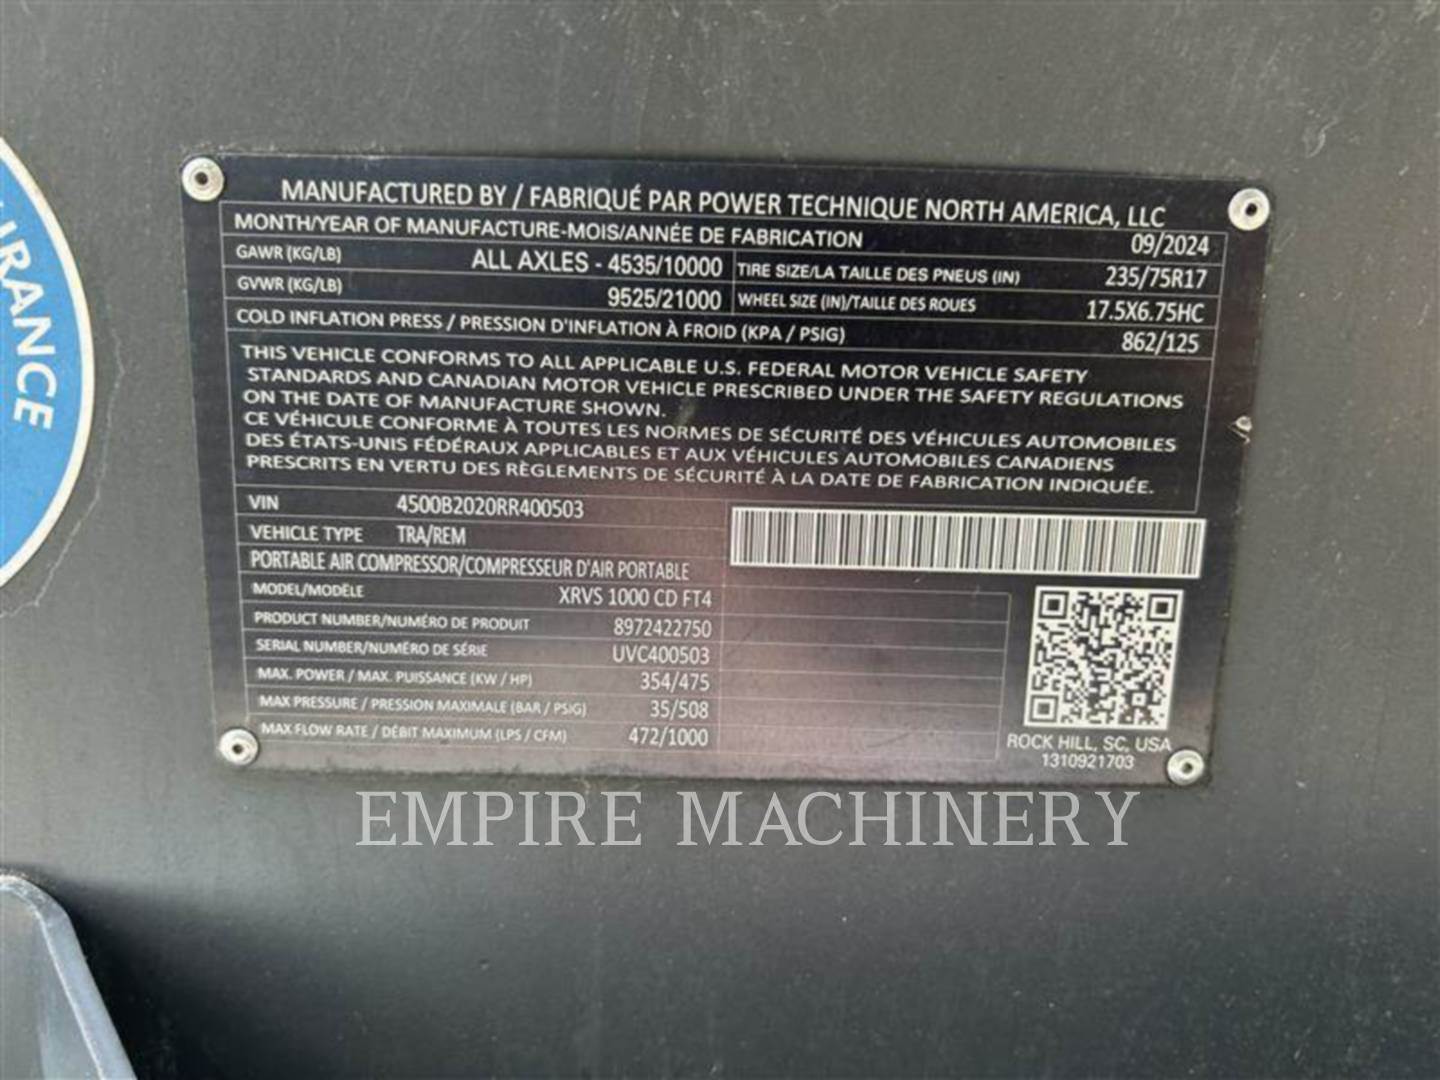 MANUFACTURED BY / FABRIQUÉ PAR POWER TECHNIQUE NORTH AMERICA, LLC
MONTH/YEAR OF MANUFACTURE-MOIS/ANNÉE DE FABRICATION 09/2024
GAWR (KG/LB) ALL AXLES - 4535/10000 TIRE SIZE/LA TAILLE DES PNEUS (IN) 235/75R17
GVWR (KG/LB) 9525/21000 WHEEL SIZE (IN)/TAILLE DES ROUES 17.5X6.75HC
COLD INFLATION PRESS / PRESSION D'INFLATION À FROID (KPA / PSIG) 862/125
THIS VEHICLE CONFORMS TO ALL APPLICABLE U.S. FEDERAL MOTOR VEHICLE SAFETY
STANDARDS AND CANADIAN MOTOR VEHICLE PRESCRIBED UNDER THE SAFETY REGULATIONS
ON THE DATE OF MANUFACTURE SHOWN.
CE VÉHICULE CONFORME À TOUTES LES NORMES DE SÉCURITÉ DES VÉHICULES AUTOMOBILES
DES ÉTATS-UNIS FÉDÉRAUX APPLICABLES ET AUX VÉHICULES AUTOMOBILES CANADIENS
PRESCRITS EN VERTU DES RÈGLEMENTS DE SÉCURITÉ À LA DATE DE FABRICATION INDIQUÉE.
VIN 4500B2020RR400503
VEHICLE TYPE TRA/REM
PORTABLE AIR COMPRESSOR/COMPRESSEUR D'AIR PORTABLE
MODEL/MODÈLE XRVS 1000 CD FT4
PRODUCT NUMBER/NUMÉRO DE PRODUIT 8972422750
SERIAL NUMBER/NUMÉRO DE SÉRIE UVC400503
MAX. POWER / MAX. PUISSANCE (KW / HP) 354/475
MAX PRESSURE / PRESSION MAXIMALE (BAR / PSIG) 35/508
MAX FLOW RATE / DÉBIT MAXIMUM (LPS / CFM) 472/1000
ROCK HILL, SC, USA
1310921703
EMPIRE MACHINERY